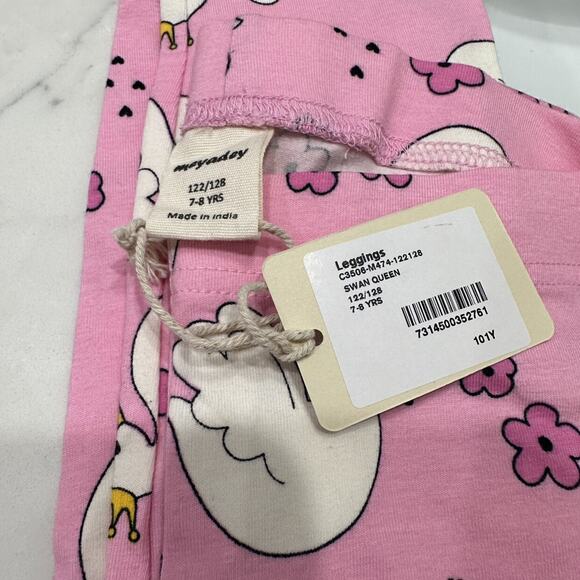 meyadey
122/128
7-8 YRS
Made in India
Leggings
C3506-M474-122128
SWAN QUEEN
122/128
7-8 YRS
7314500352761
101Y